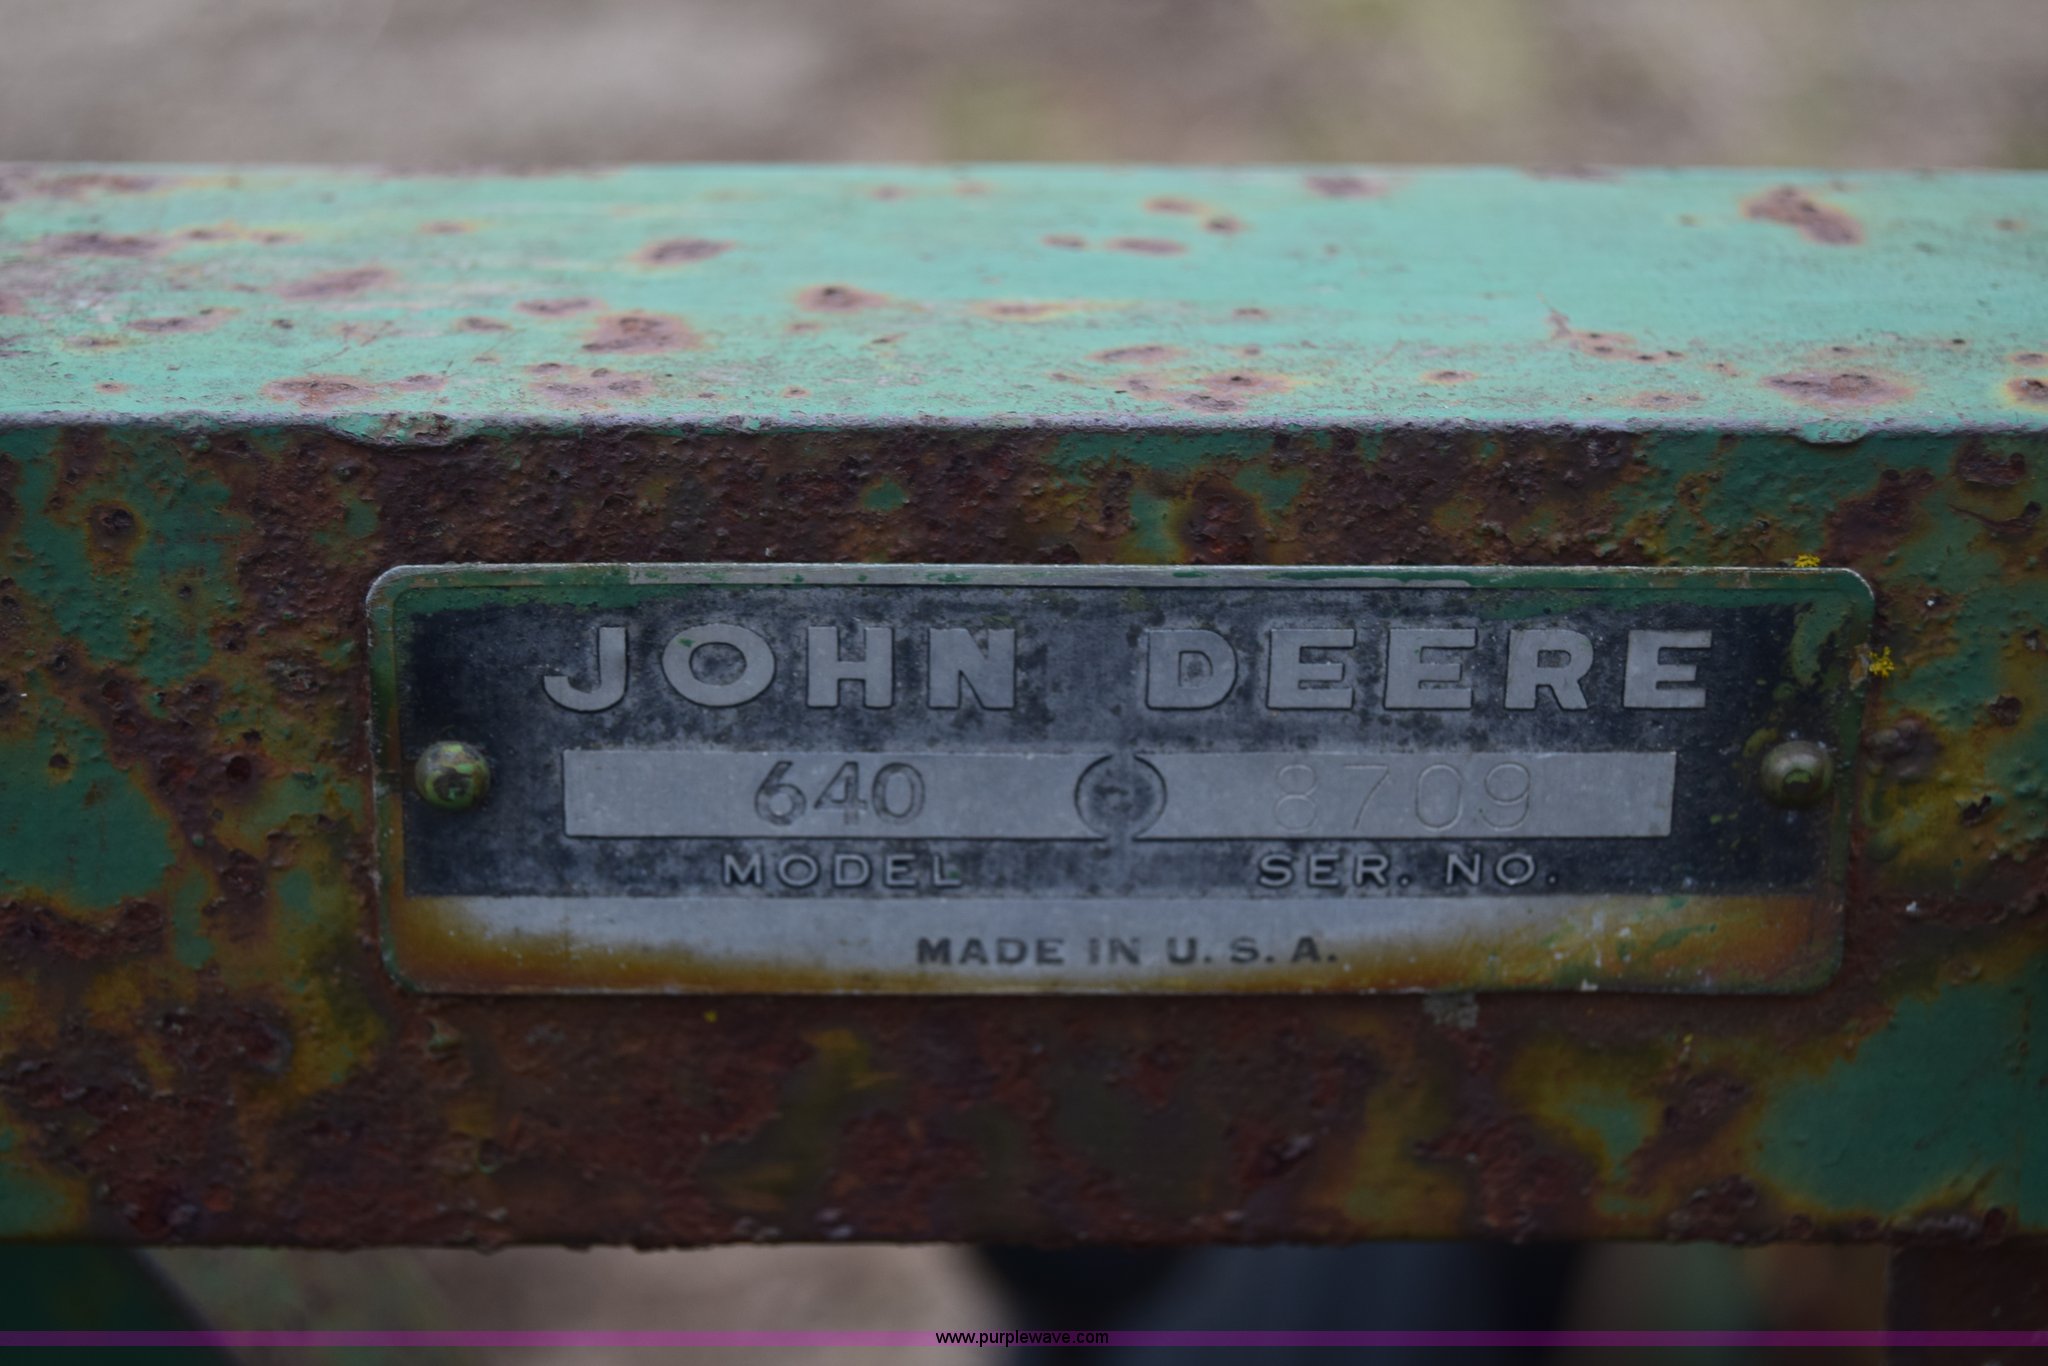 JOHN DEERE
640 8709
MODEL SER. NO.
MADE IN U.S.A.
www.purplewave.com